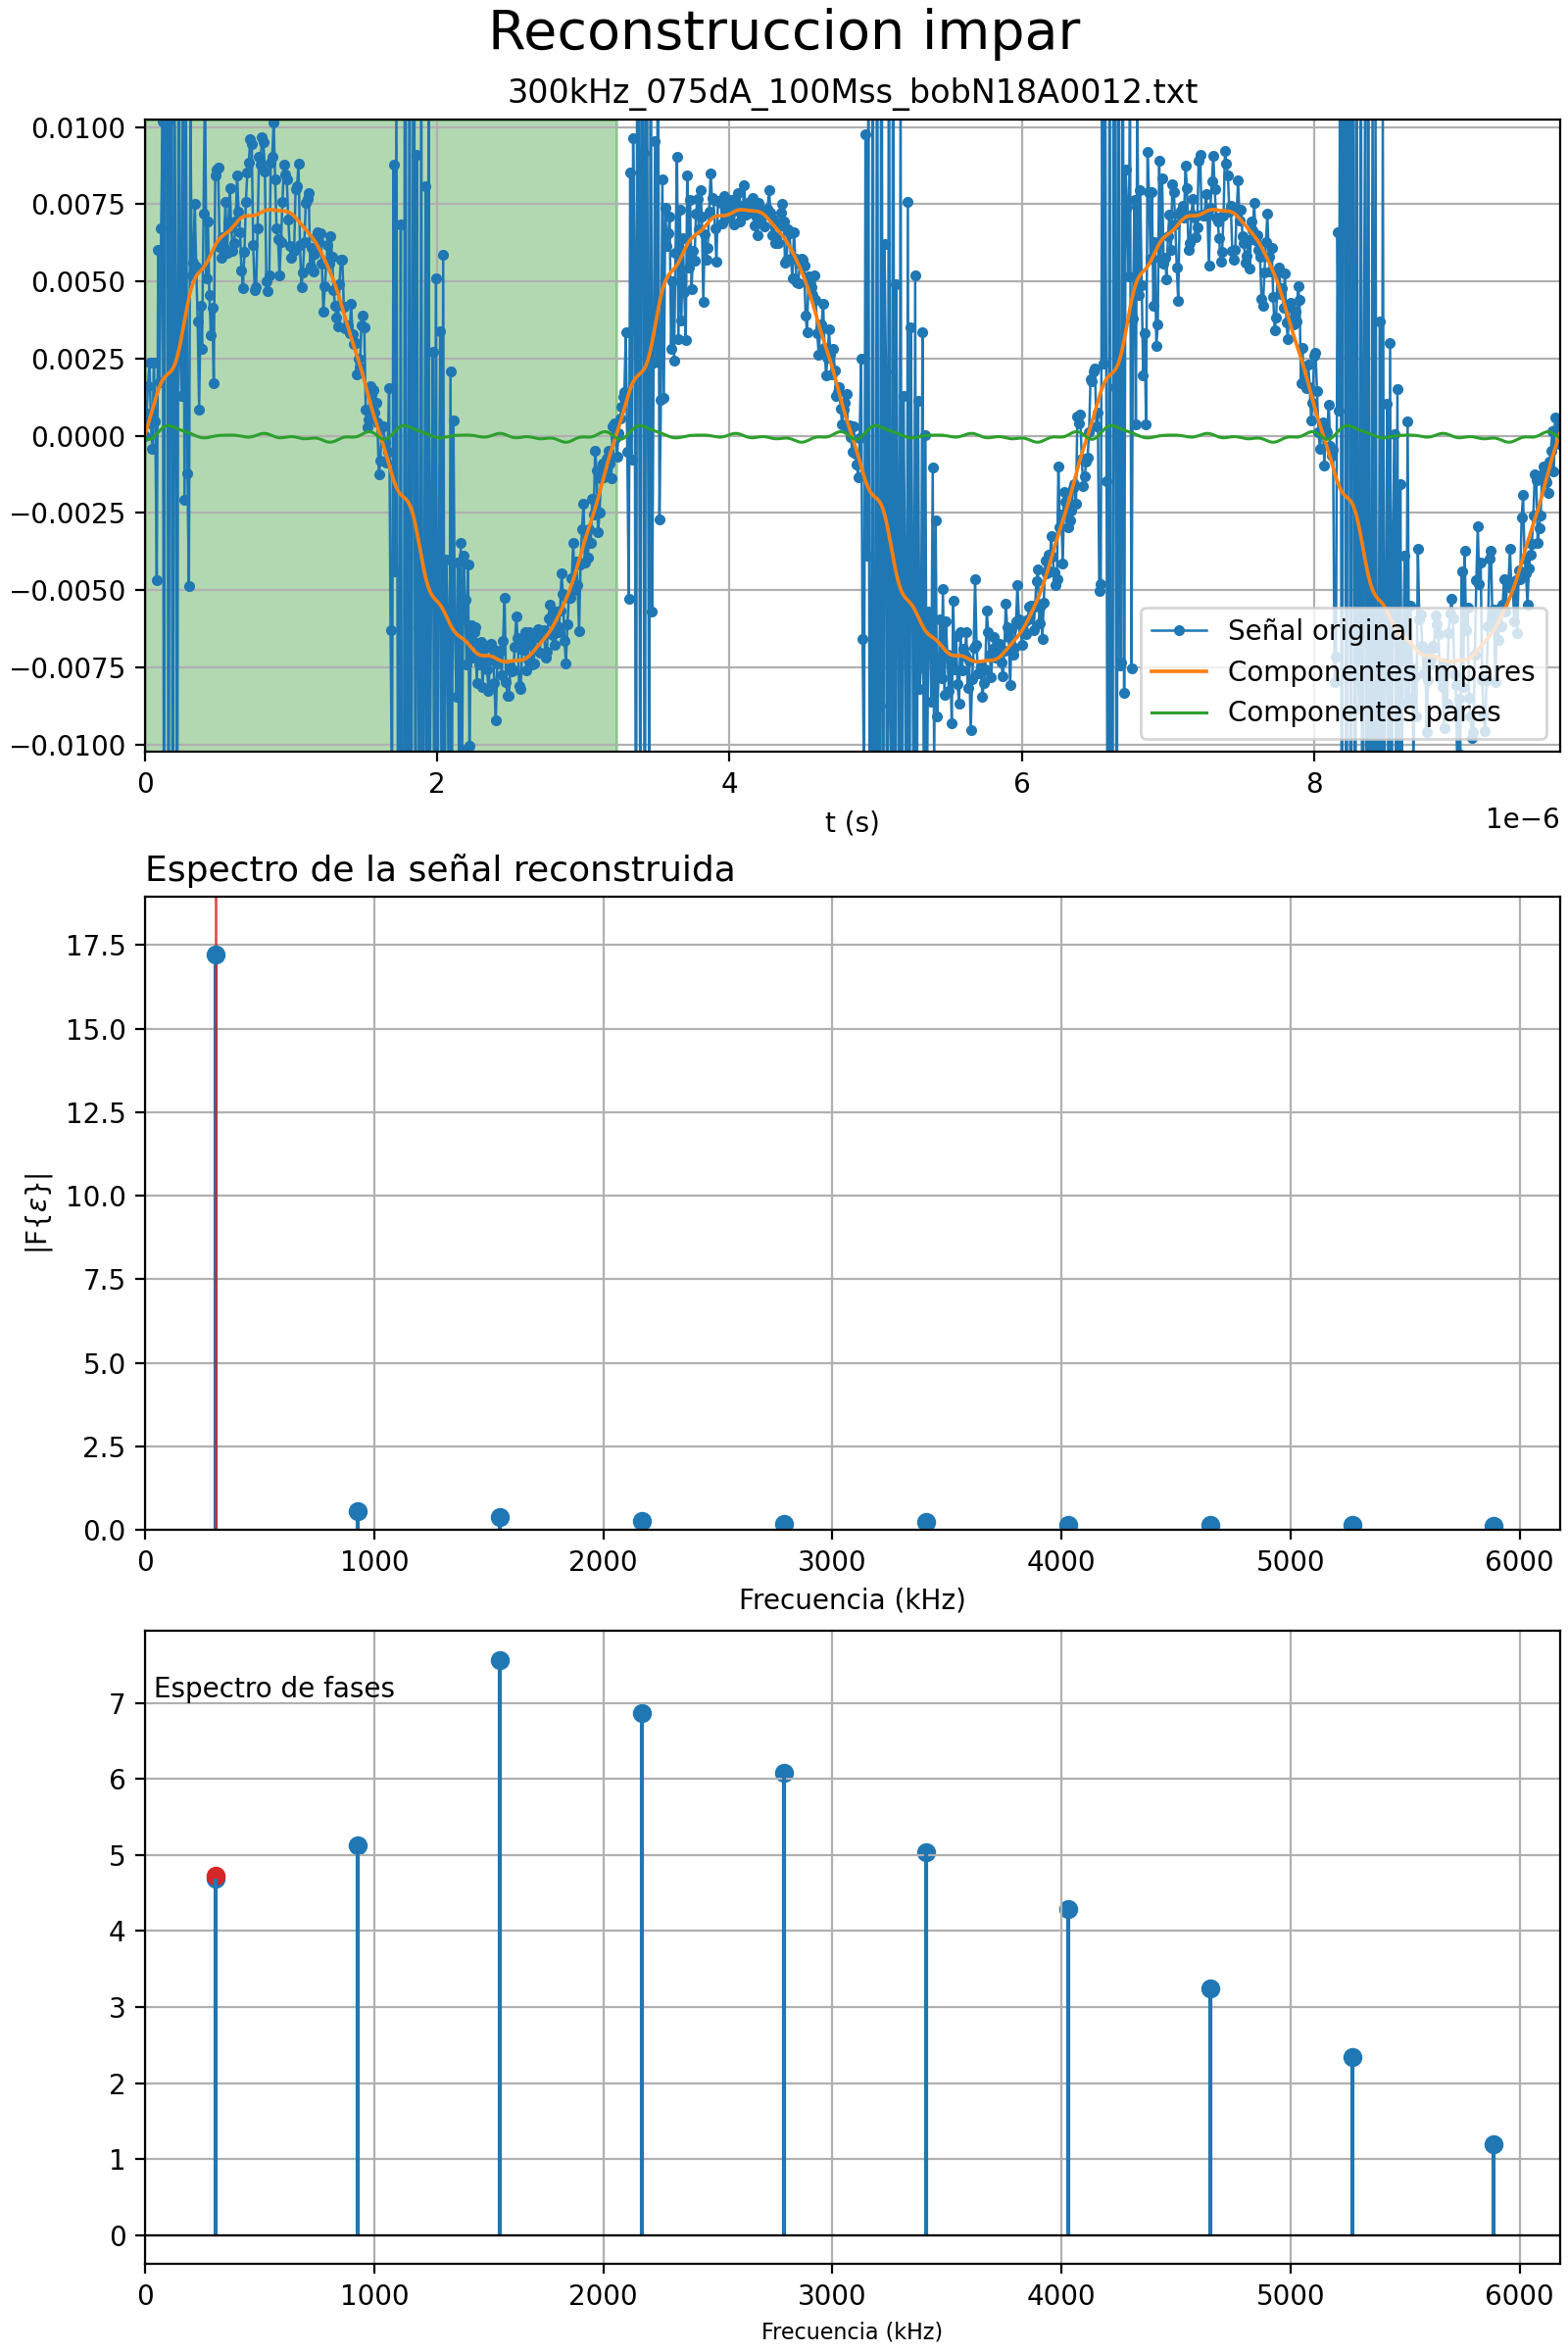 Reconstruccion impar
300kHz_075dA_100Mss_bobN18A0012.txt
0.0100
0.0075
0.0050
0.0025
0.0000
−0.0025
−0.0050
−0.0075
−0.0100
Señal original
Componentes impares
Componentes pares
0 2 4 6 8
1e−6
t (s)
Espectro de la señal reconstruida
17.5
15.0
12.5
10.0
7.5
5.0
2.5
0.0
|F{ε}|
0 1000 2000 3000 4000 5000 6000
Frecuencia (kHz)
Espectro de fases
7
6
5
4
3
2
1
0
0 1000 2000 3000 4000 5000 6000
Frecuencia (kHz)